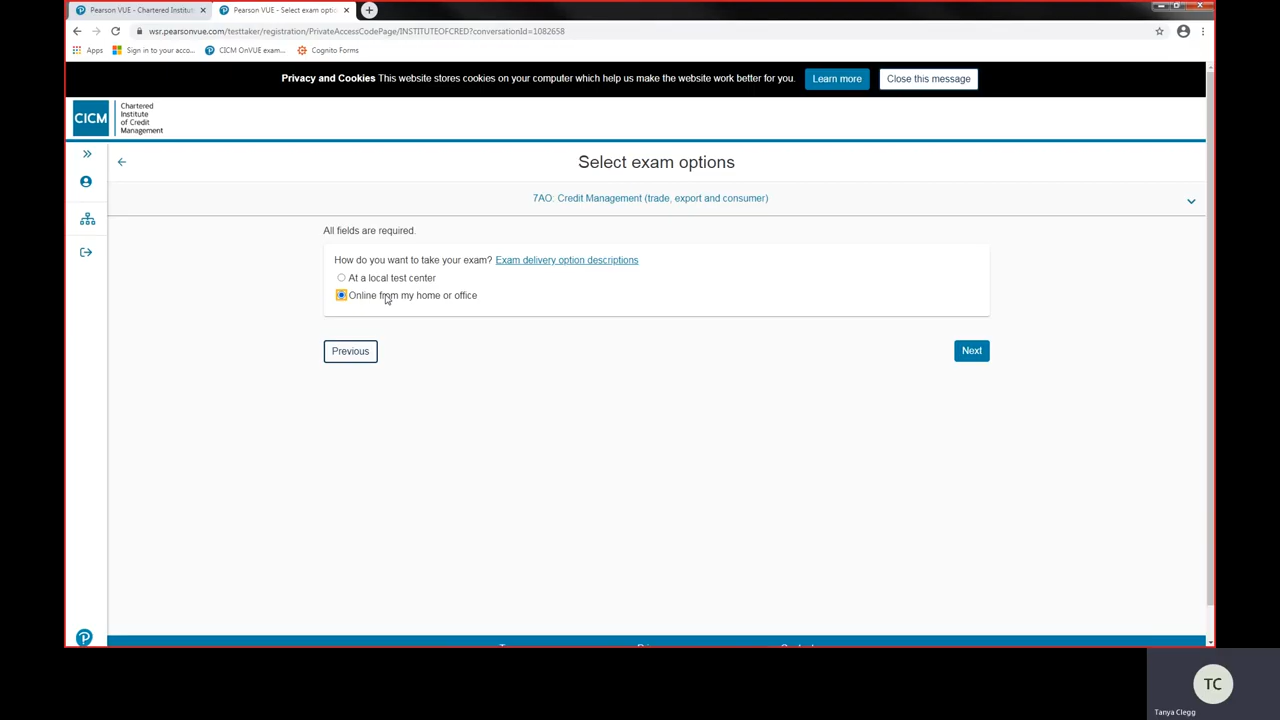 Pearson VUE - Chartered Institut
Pearson VUE - Select exam optio
wsr.pearsonvue.com/testtaker/registration/PrivateAccessCodePage/INSTITUTEOFCRED?conversationId=1082658
Apps
Sign in to your acco...
CICM OnVUE exam...
Cognito Forms
Privacy and Cookies This website stores cookies on your computer which help us make the website work better for you.
Learn more
Close this message
CICM
Chartered
Institute
of Credit
Management
Select exam options
7AO: Credit Management (trade, export and consumer)
All fields are required.
How do you want to take your exam? Exam delivery option descriptions
At a local test center
Online from my home or office
Previous
Next
TC
Tanya Clegg